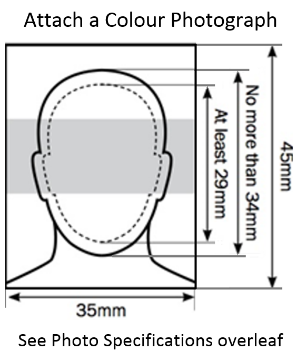 Attach a Colour Photograph
At least 29mm
No more than 34mm
45mm
35mm
See Photo Specifications overleaf